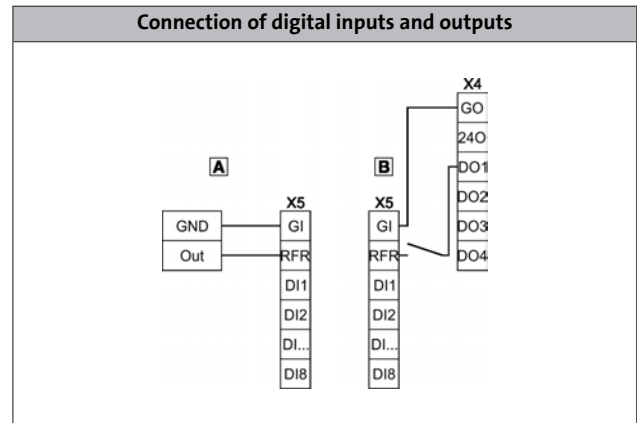 Connection of digital inputs and outputs
X4
GO
24O
DO1
DO2
DO3
DO4
A
X5
GND
GI
Out
RFR
DI1
DI2
DI...
DI8
B
X5
GI
RFR
DI1
DI2
DI...
DI8